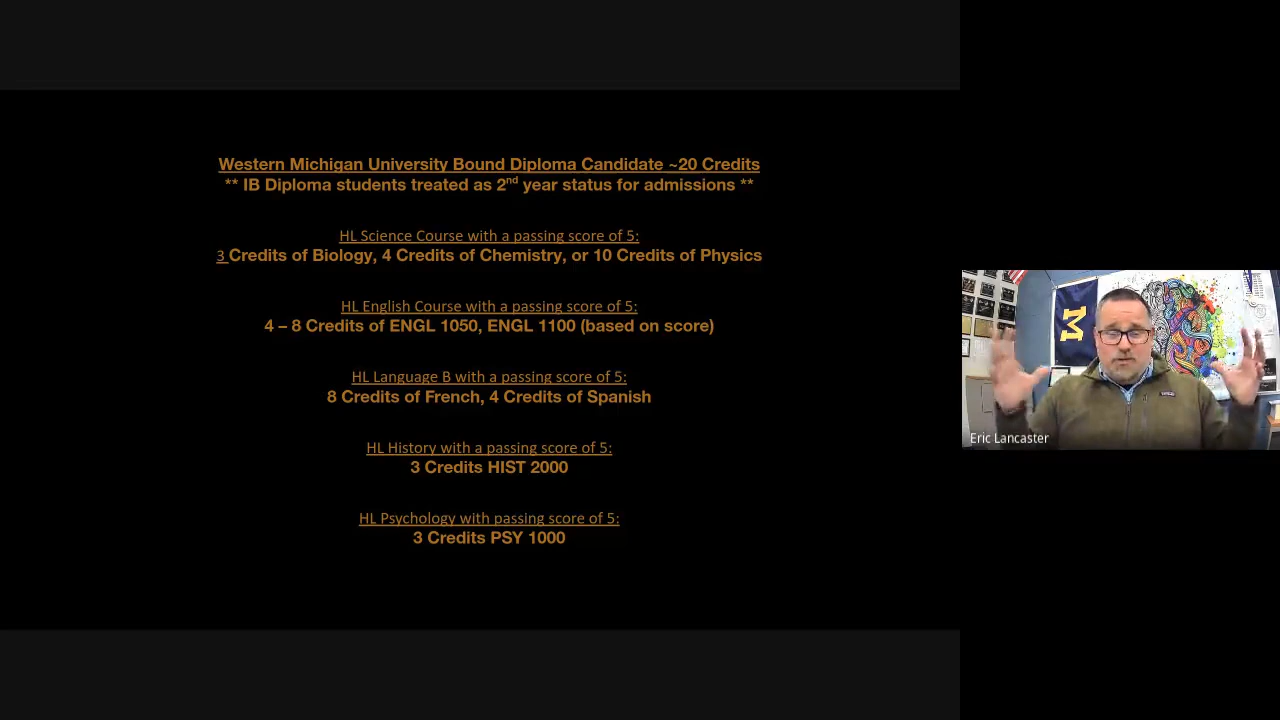 Western Michigan University Bound Diploma Candidate ~20 Credits
** IB Diploma students treated as 2nd year status for admissions **
HL Science Course with a passing score of 5:
3 Credits of Biology, 4 Credits of Chemistry, or 10 Credits of Physics
HL English Course with a passing score of 5:
4 – 8 Credits of ENGL 1050, ENGL 1100 (based on score)
HL Language B with a passing score of 5:
8 Credits of French, 4 Credits of Spanish
HL History with a passing score of 5:
3 Credits HIST 2000
HL Psychology with passing score of 5:
3 Credits PSY 1000
M
Eric Lancaster